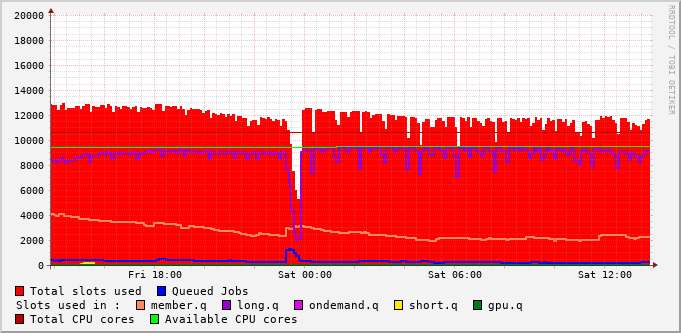 RRDTOOL / TOBI OETIKER
20000
18000
16000
14000
12000
10000
8000
6000
4000
2000
0
Fri 18:00 Sat 00:00 Sat 06:00 Sat 12:00
Total slots used Queued Jobs
Slots used in : member.q long.q ondemand.q short.q gpu.q
Total CPU cores Available CPU cores